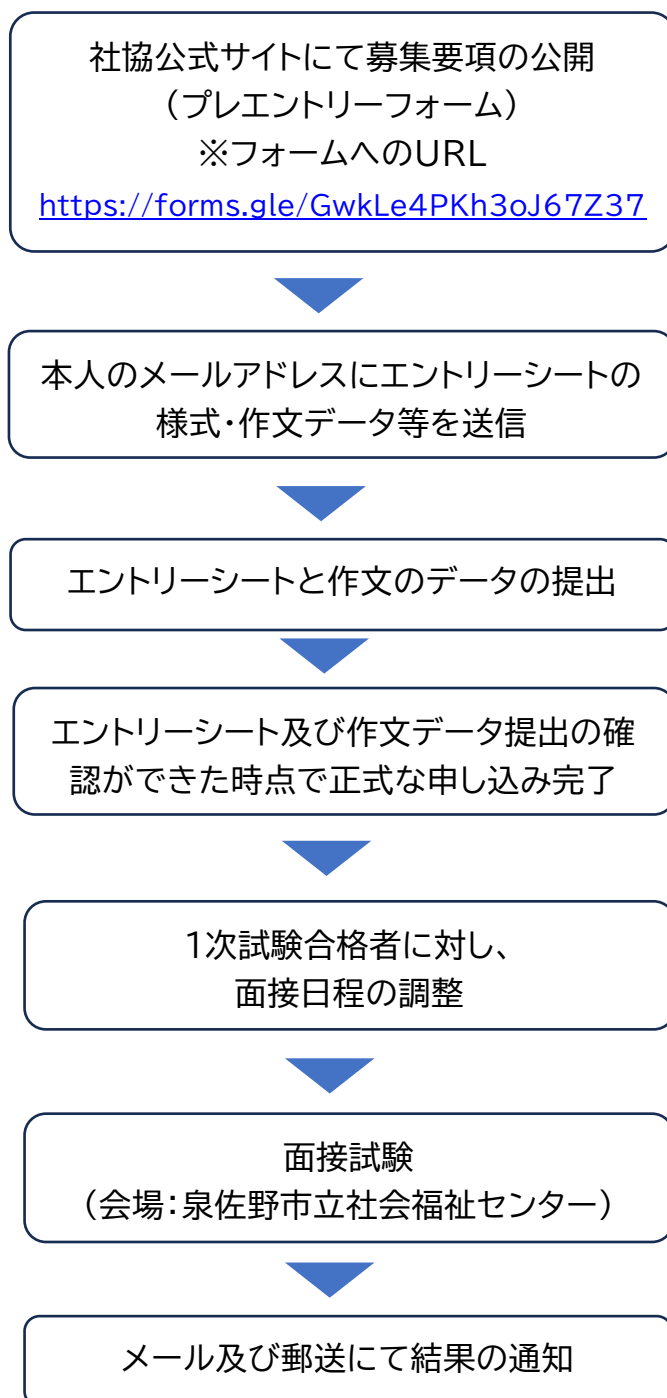 社協公式サイトにて募集要項の公開
（プレエントリーフォーム）
※フォームへのURL
https://forms.gle/GwkLe4PKh3oJ67Z37
本人のメールアドレスにエントリーシートの
様式・作文データ等を送信
エントリーシートと作文のデータの提出
エントリーシート及び作文データ提出の確
認ができた時点で正式な申し込み完了
1次試験合格者に対し、
面接日程の調整
面接試験
（会場：泉佐野市立社会福祉センター）
メール及び郵送にて結果の通知